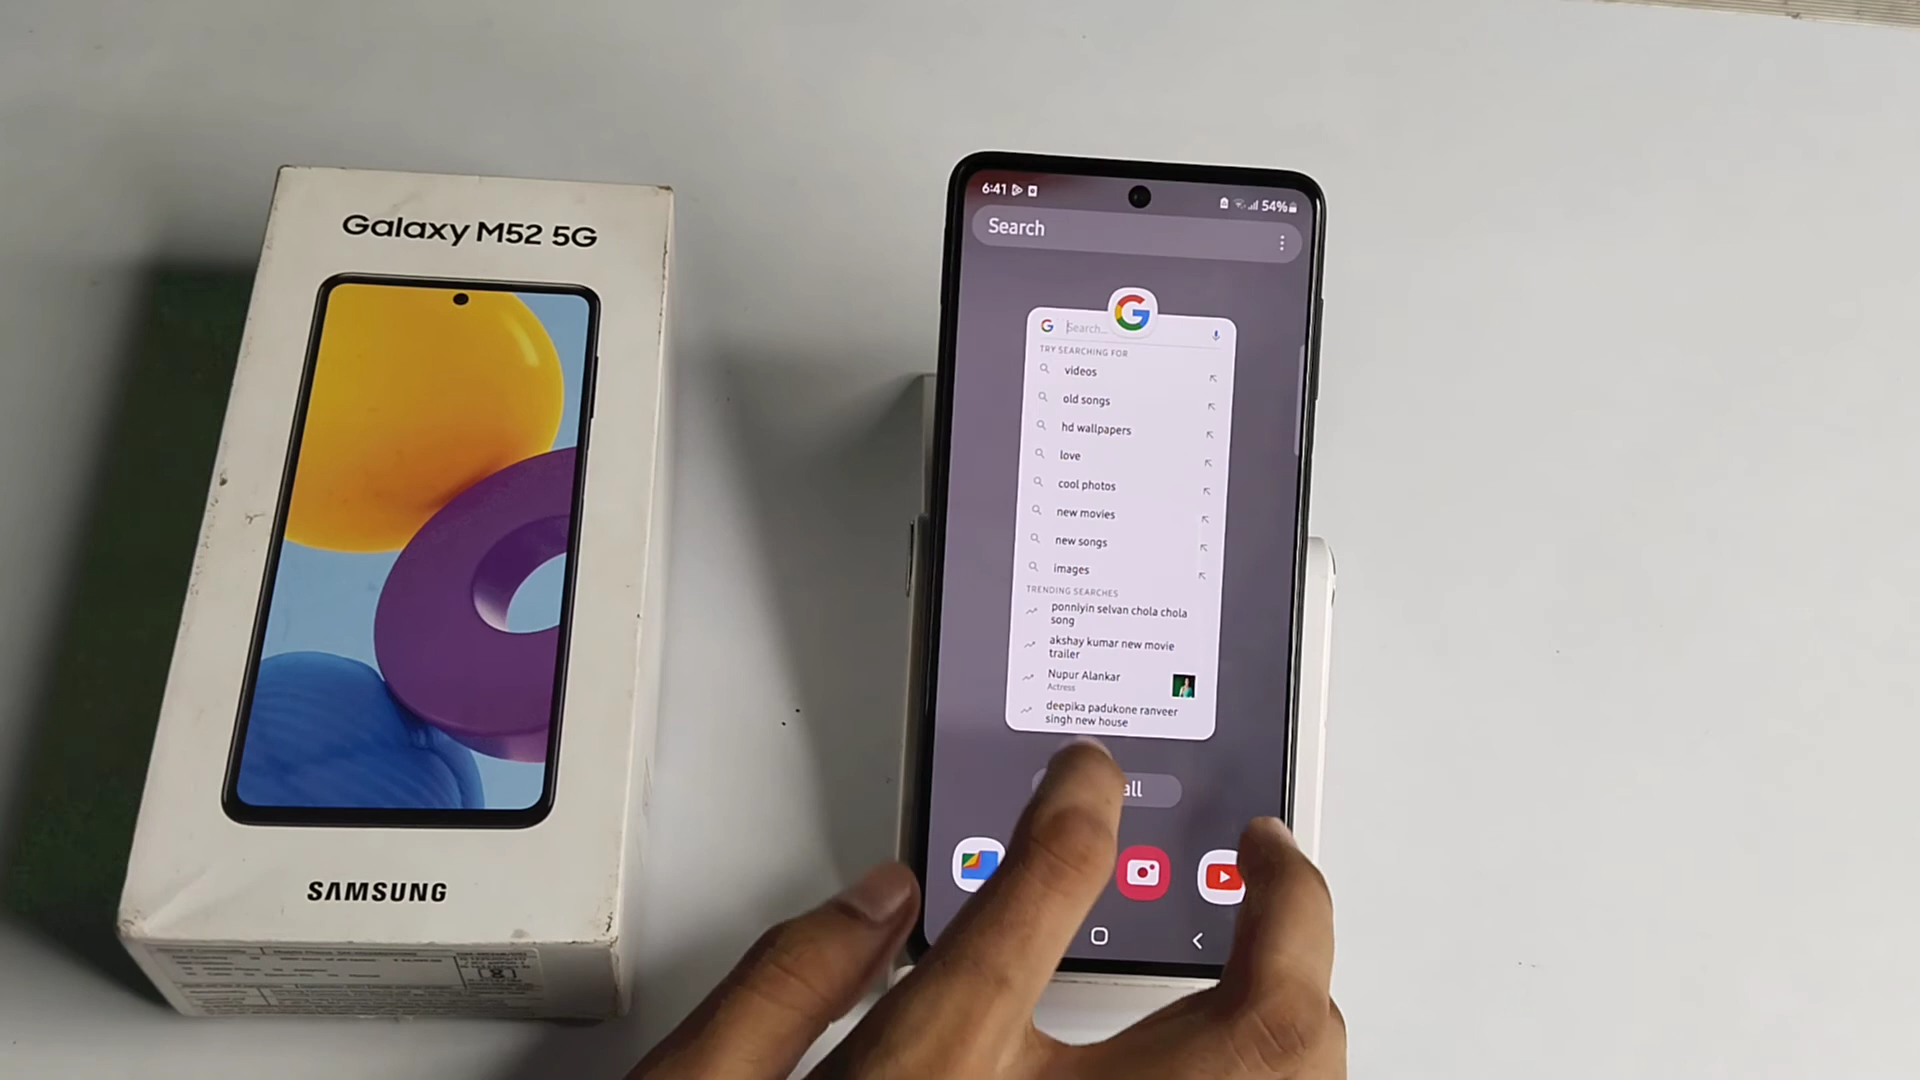 Galaxy M52 5G
SAMSUNG
6:41
54%
Search
Search...
TRY SEARCHING FOR
videos
old songs
hd wallpapers
love
cool photos
new movies
new songs
images
TRENDING SEARCHES
ponniyin selvan chola chola
song
akshay kumar new movie
trailer
Nupur Alankar
Actress
deepika padukone ranveer
singh new house
all